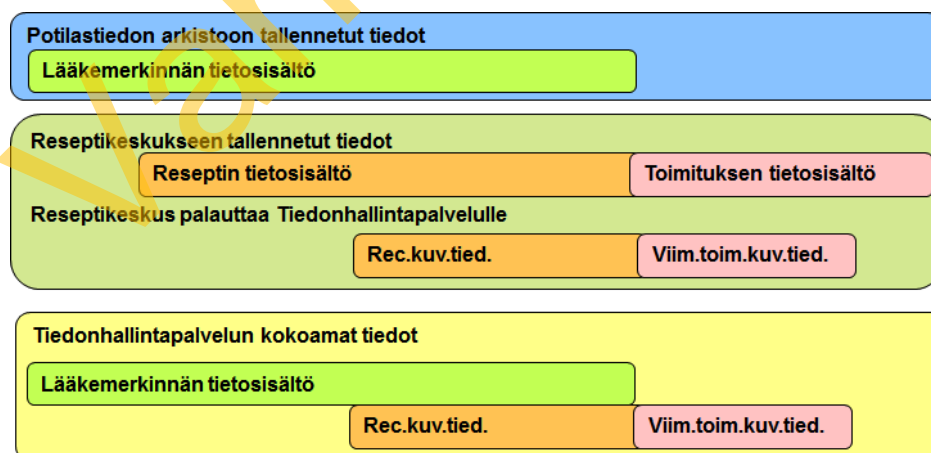 Potilastiedon arkistoon tallennetut tiedot
Lääkemerkinnän tietosisältö
Reseptikeskukseen tallennetut tiedot
Reseptin tietosisältö
Toimituksen tietosisältö
Reseptikeskus palauttaa Tiedonhallintapalvelulle
Rec.kuv.tied.
Viim.toim.kuv.tied.
Tiedonhallintapalvelun kokoamat tiedot
Lääkemerkinnän tietosisältö
Rec.kuv.tied.
Viim.toim.kuv.tied.